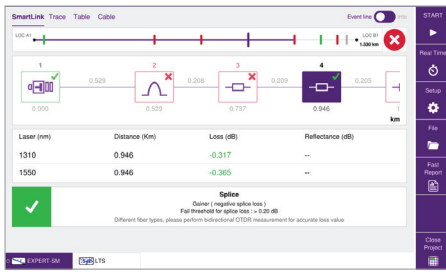 SmartLink Trace Table Cable
Event line Info
LOC A1
LOC B1
1.030 km
1 2 3 4
0.529 0.208 0.209 0.205
0.000 0.529 0.737 0.946 1
km
Laser (nm) Distance (Km) Loss (dB) Reflectance (dB)
1310 0.946 -0.317 --
1550 0.946 -0.365 --
Splice
Gainer ( negative splice loss )
Fail threshold for splice loss : > 0.20 dB
Different fiber types, please perform bidirectional OTDR measurement for accurate loss value
EXPERT-SM LTS
START
Real Time
Setup
File
Fast
Report
Close
Project